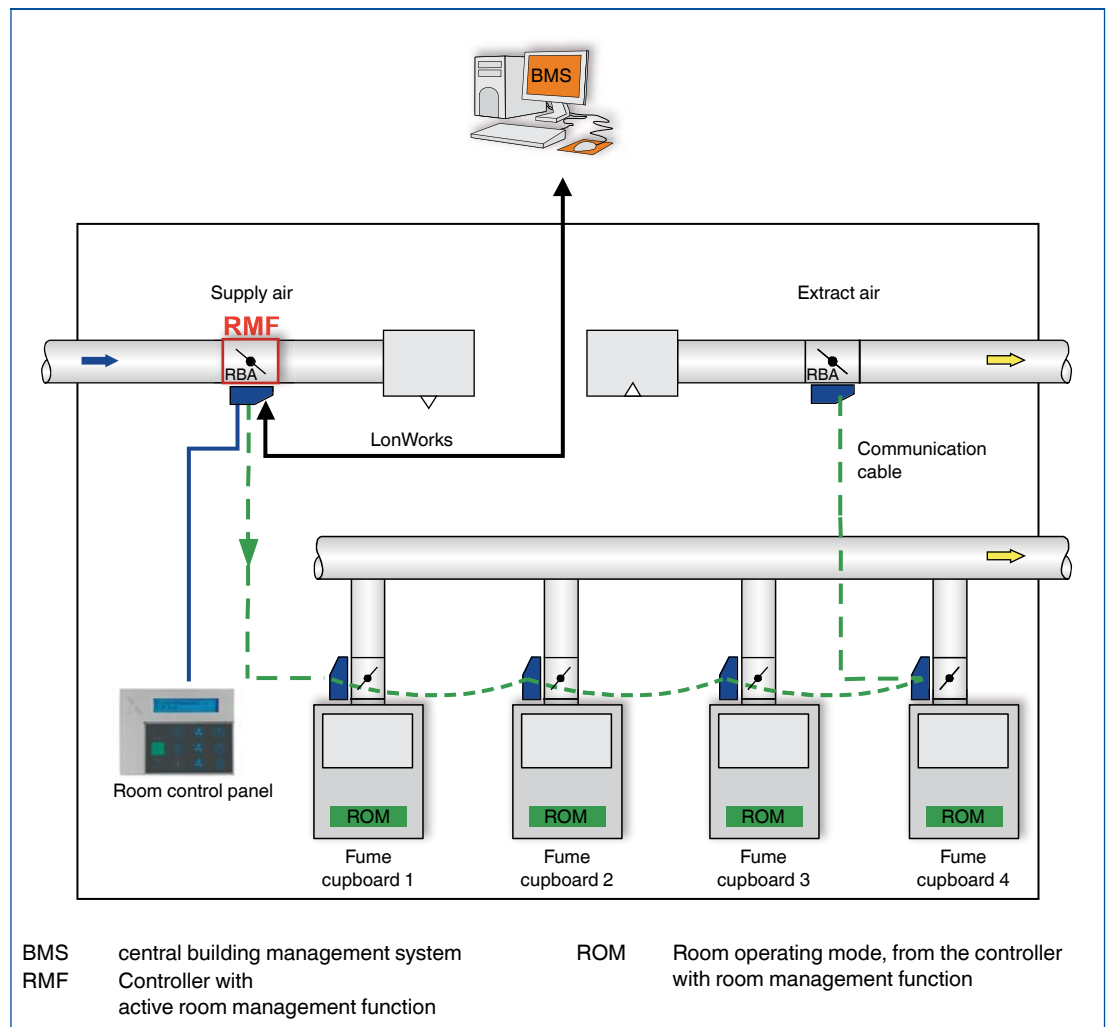 BMS
Supply air
Extract air
RMF
RBA
RBA
LonWorks
Communication
cable
Room control panel
ROM
ROM
ROM
ROM
Fume
cupboard 1
Fume
cupboard 2
Fume
cupboard 3
Fume
cupboard 4
BMS central building management system
RMF Controller with
active room management function
ROM Room operating mode, from the controller
with room management function